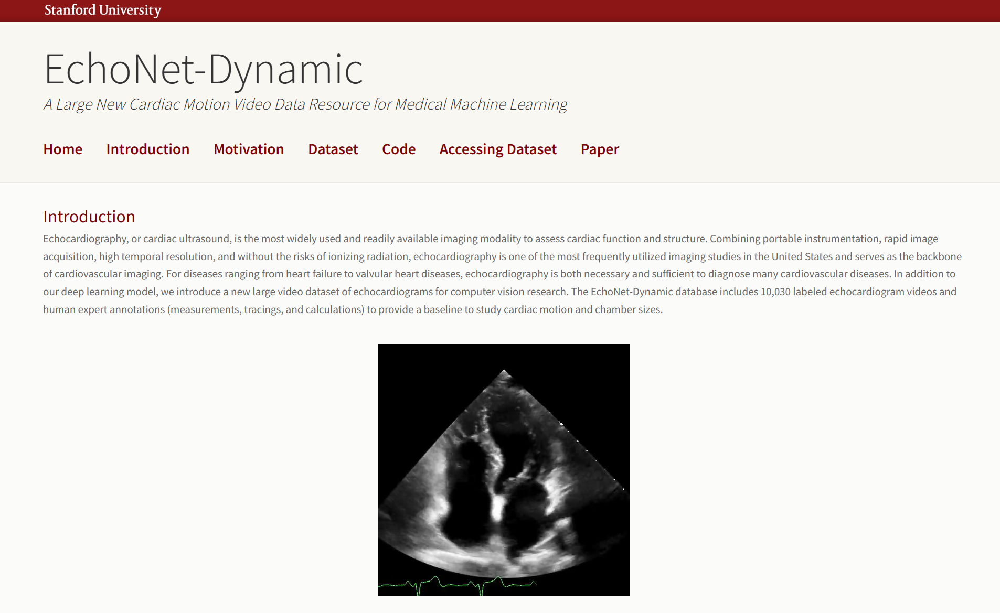 Stanford University
EchoNet-Dynamic
A Large New Cardiac Motion Video Data Resource for Medical Machine Learning
Home Introduction Motivation Dataset Code Accessing Dataset Paper
Introduction
Echocardiography, or cardiac ultrasound, is the most widely used and readily available imaging modality to assess cardiac function and structure. Combining portable instrumentation, rapid image
acquisition, high temporal resolution, and without the risks of ionizing radiation, echocardiography is one of the most frequently utilized imaging studies in the United States and serves as the backbone
of cardiovascular imaging. For diseases ranging from heart failure to valvular heart diseases, echocardiography is both necessary and sufficient to diagnose many cardiovascular diseases. In addition to
our deep learning model, we introduce a new large video dataset of echocardiograms for computer vision research. The EchoNet-Dynamic database includes 10,030 labeled echocardiogram videos and
human expert annotations (measurements, tracings, and calculations) to provide a baseline to study cardiac motion and chamber sizes.